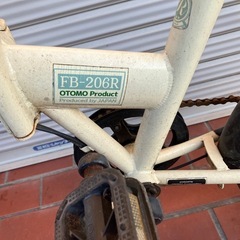 FB-206R
OTOMO Product
Produced by JAPAN